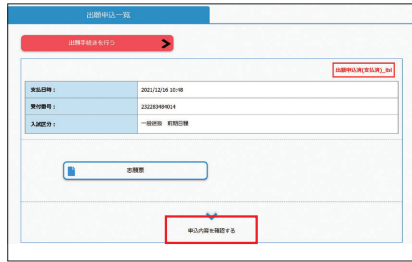 出願申込一覧
出願手続きを行う
出願申込済(支払済)_lbl
支払日時： 2021/12/16 10:48
受付番号： 232283484014
入試区分： 一般選抜 前期日程
志願票
申込内容を確認する